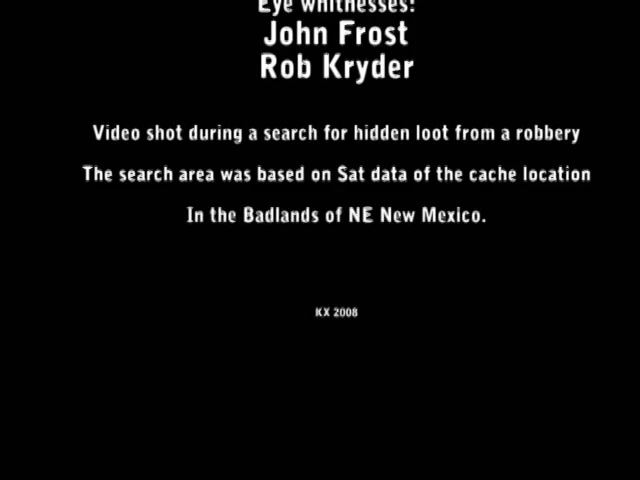 Eye whitnesses:
John Frost
Rob Kryder
Video shot during a search for hidden loot from a robbery
The search area was based on Sat data of the cache location
In the Badlands of NE New Mexico.
KX 2008